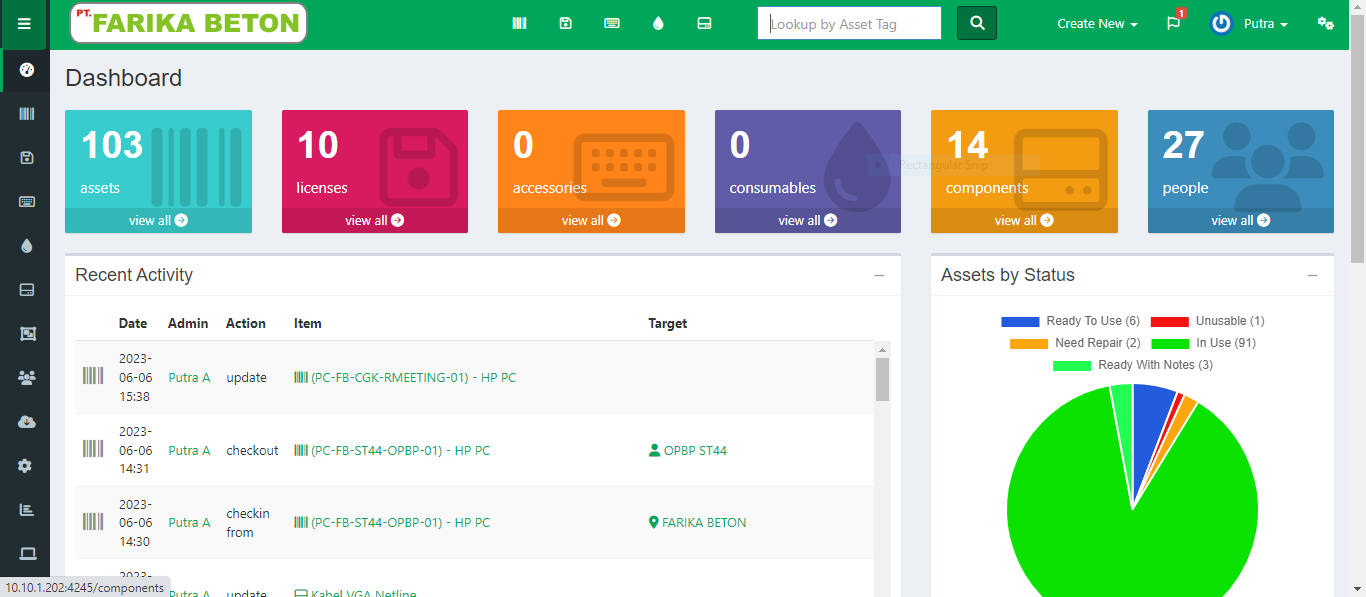 PT. FARIKA BETON
Lookup by Asset Tag
Create New
1
Putra
Dashboard
103
assets
view all
10
licenses
view all
0
accessories
view all
0
consumables
view all
14
components
view all
27
people
view all
Rectangular Snip
Recent Activity
Date Admin Action Item Target
2023-
06-06
15:38
Putra A update (PC-FB-CGK-RMEETING-01) - HP PC
2023-
06-06
14:31
Putra A checkout (PC-FB-ST44-OPBP-01) - HP PC OPBP ST44
2023-
06-06
14:30
Putra A checkin
from
(PC-FB-ST44-OPBP-01) - HP PC FARIKA BETON
2023-
Putra A update Kabel VGA Netline
Assets by Status
Ready To Use (6) Unusable (1)
Need Repair (2) In Use (91)
Ready With Notes (3)
10.10.1.202:4245/components